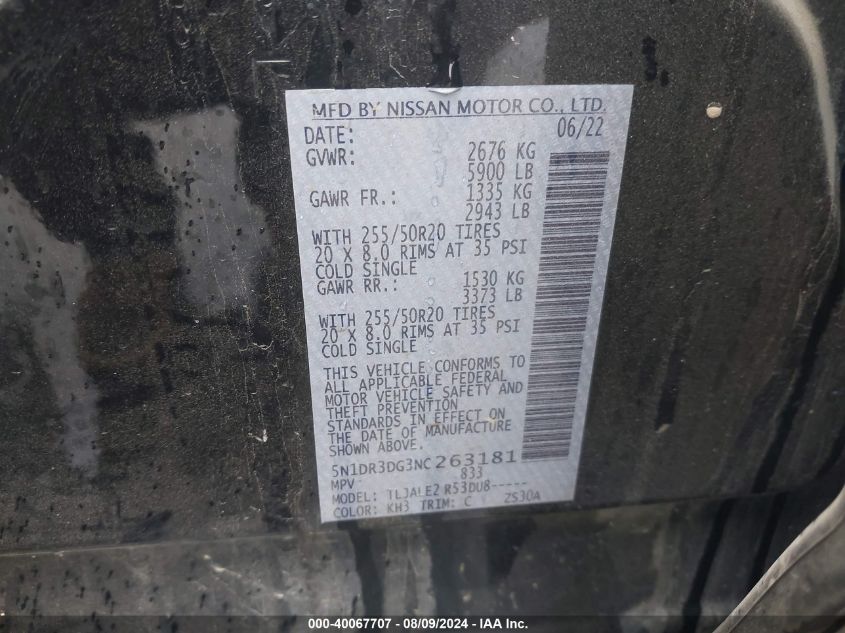 MFD BY NISSAN MOTOR CO., LTD.
DATE: 06/22
GVWR: 2676 KG
5900 LB
GAWR FR.: 1335 KG
2943 LB
WITH 255/50R20 TIRES
20 X 8.0 RIMS AT 35 PSI
COLD SINGLE
GAWR RR.: 1530 KG
3373 LB
WITH 255/50R20 TIRES
20 X 8.0 RIMS AT 35 PSI
COLD SINGLE
THIS VEHICLE CONFORMS TO
ALL APPLICABLE FEDERAL
MOTOR VEHICLE SAFETY AND
THEFT PREVENTION
STANDARDS IN EFFECT ON
THE DATE OF MANUFACTURE
SHOWN ABOVE.
5N1DR3DG3NC263181
MPV 833
MODEL: TLJALE2 R53DU8-----
COLOR: KH3 TRIM: C ZS30A
000-40067707 - 08/09/2024 - IAA Inc.